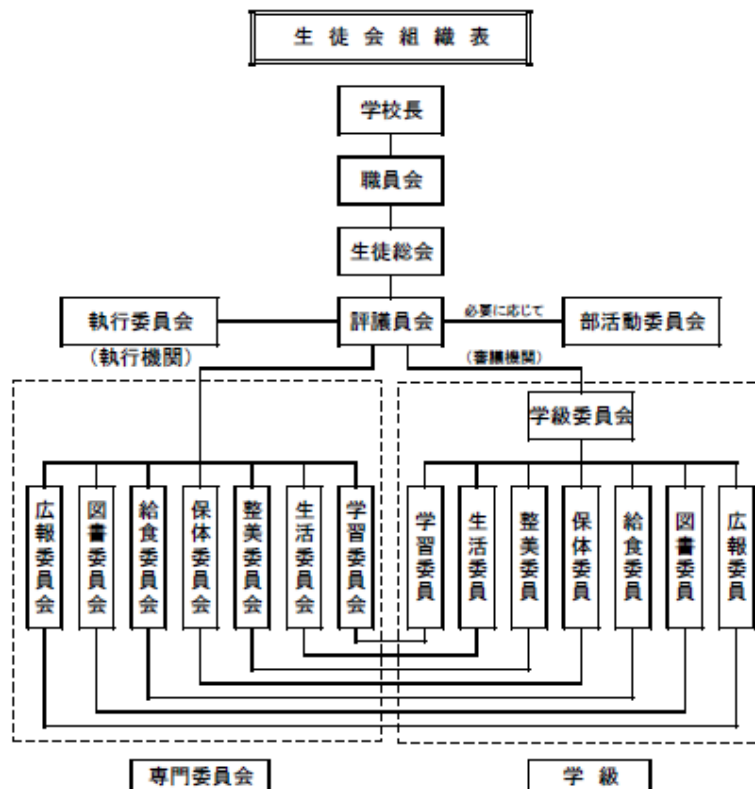 生徒会組織表
学校長
職員会
生徒総会
執行委員会
評議員会
必要に応じて
部活動委員会
(執行機関)
(審議機関)
学級委員会
広報委員会
図書委員会
給食委員会
保体委員会
整美委員会
生活委員会
学習委員会
学習委員
生活委員
整美委員
保体委員
給食委員
図書委員
広報委員
専門委員会
学級